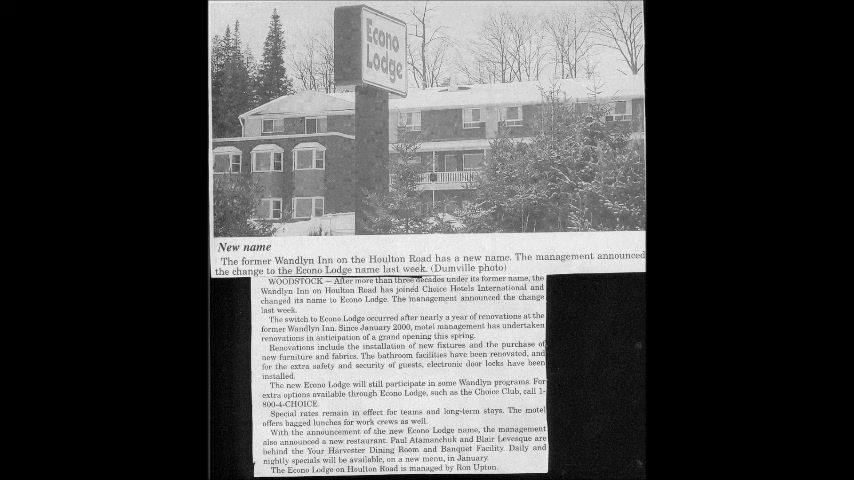 Econo
Lodge
New name
The former Wandlyn Inn on the Houlton Road has a new name. The management announced
the change to the Econo Lodge name last week. (Dumville photo)
WOODSTOCK — After more than three decades under its former name, the
Wandlyn Inn on Houlton Road has joined Choice Hotels International and
changed its name to Econo Lodge. The management announced the change
last week.
The switch to Econo Lodge occurred after nearly a year of renovations at the
former Wandlyn Inn. Since January 2000, motel management has undertaken
renovations in anticipation of a grand opening this spring.
Renovations include the installation of new fixtures and the purchase of
new furniture and fabrics. The bathroom facilities have been renovated, and
for the extra safety and security of guests, electronic door locks have been
installed.
The new Econo Lodge will still participate in some Wandlyn programs. For
extra options available through Econo Lodge, such as the Choice Club, call 1-
800-4-CHOICE.
Special rates remain in effect for teams and long-term stays. The motel
offers bagged lunches for work crews as well.
With the announcement of the new Econo Lodge name, the management
also announced a new restaurant. Paul Atamanchuk and Blair Levesque are
behind the Your Harvester Dining Room and Banquet Facility. Daily and
nightly specials will be available, on a new menu, in January.
The Econo Lodge on Houlton Road is managed by Ron Upton.